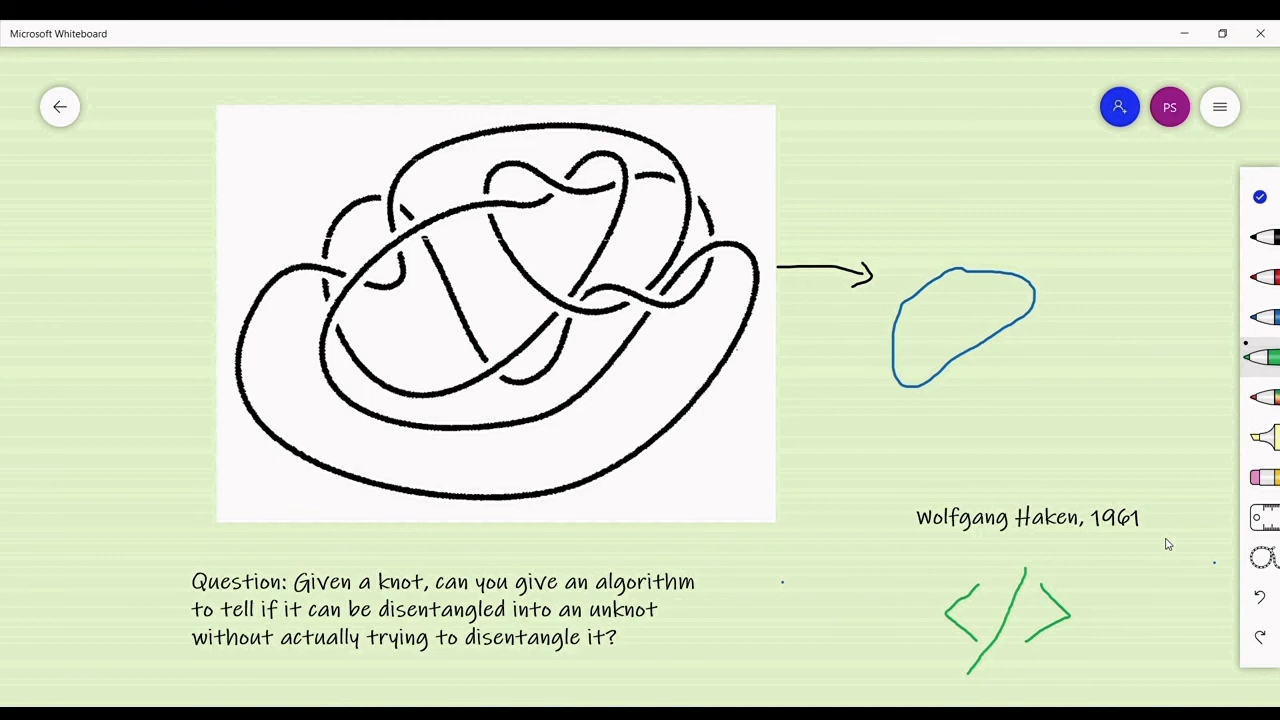 Microsoft Whiteboard
PS
Wolfgang Haken, 1961
Question: Given a knot, can you give an algorithm
to tell if it can be disentangled into an unknot
without actually trying to disentangle it?
<//>